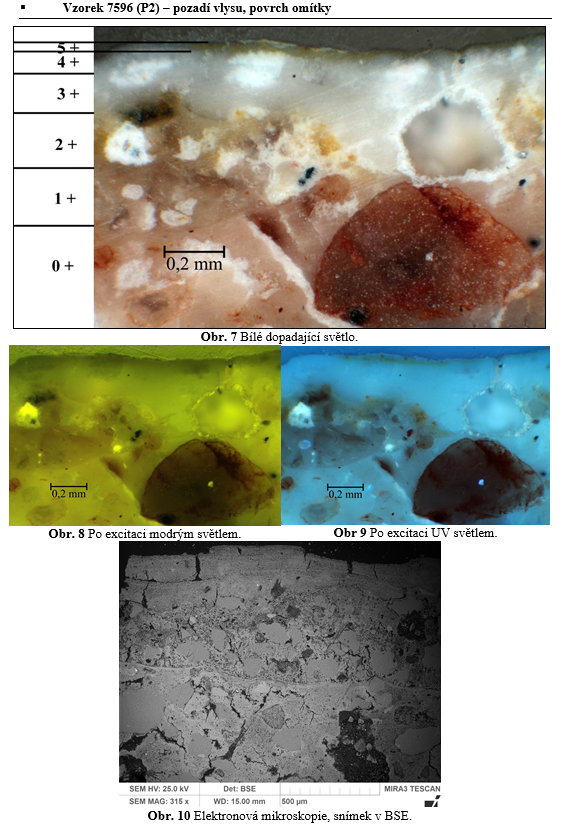 ▪ Vzorek 7596 (P2) – pozadí vlysu, povrch omítky
5 +
4 +
3 +
2 +
1 +
0 +
0,2 mm
Obr. 7 Bílé dopadající světlo.
0,2 mm
0,2 mm
Obr. 8 Po excitaci modrým světlem.
Obr 9 Po excitaci UV světlem.
SEM HV: 25.0 kV
Det: BSE
MIRA3 TESCAN
SEM MAG: 315 x
WD: 15.00 mm
500 µm
Obr. 10 Elektronová mikroskopie, snímek v BSE.